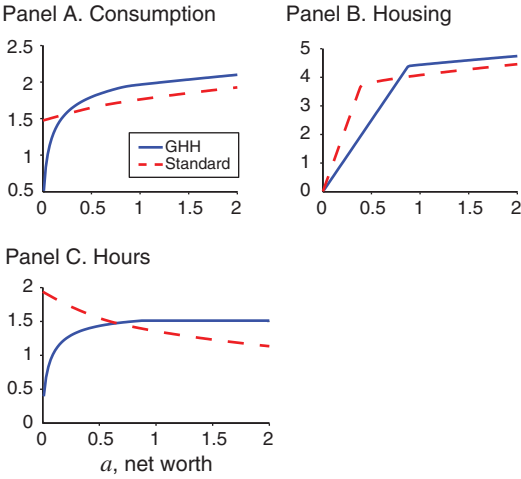 Panel A. Consumption
2.5
2
1.5
1
0.5
0 0.5 1 1.5 2
GHH
Standard
Panel B. Housing
5
4
3
2
1
0
0 0.5 1 1.5 2
Panel C. Hours
2
1.5
1
0.5
0
0 0.5 1 1.5 2
a, net worth